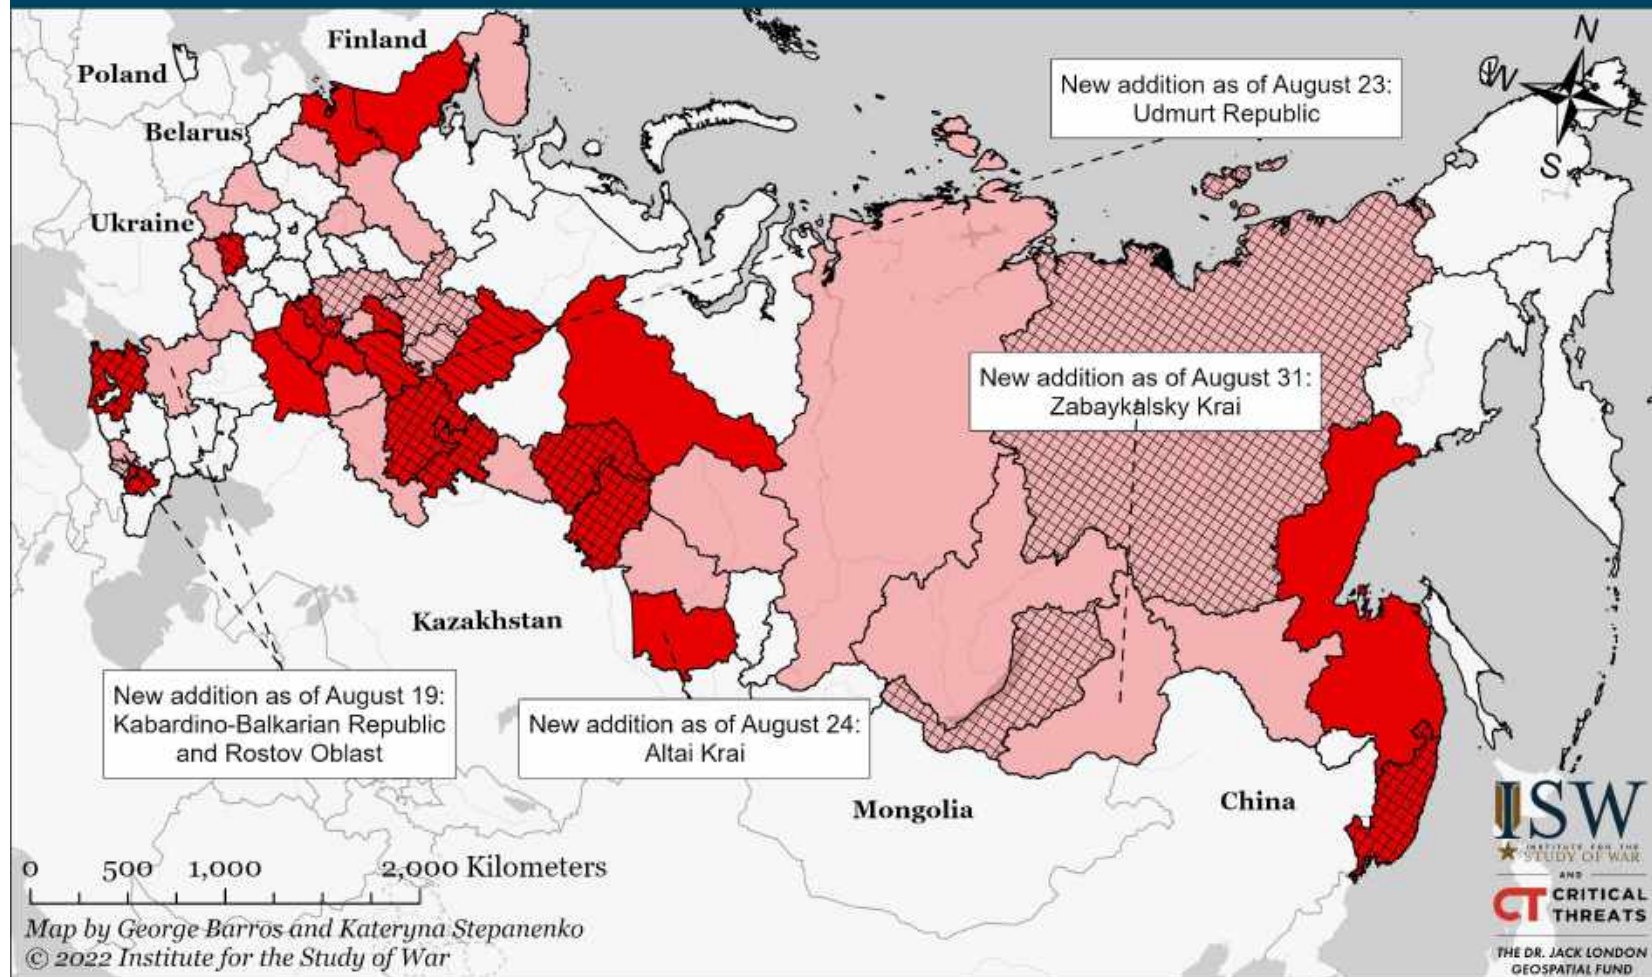 Finland
Poland
Belarus
Ukraine
New addition as of August 23:
Udmurt Republic
N
W
E
S
New addition as of August 31:
Zabaykalsky Krai
Kazakhstan
New addition as of August 19:
Kabardino-Balkarian Republic
and Rostov Oblast
New addition as of August 24:
Altai Krai
Mongolia
China
0 500 1,000 2,000 Kilometers
Map by George Barros and Kateryna Stepanenko
© 2022 Institute for the Study of War
ISW
INSTITUTE FOR THE
STUDY OF WAR
AND
CT CRITICAL
THREATS
THE DR. JACK LONDON
GEOSPATIAL FUND